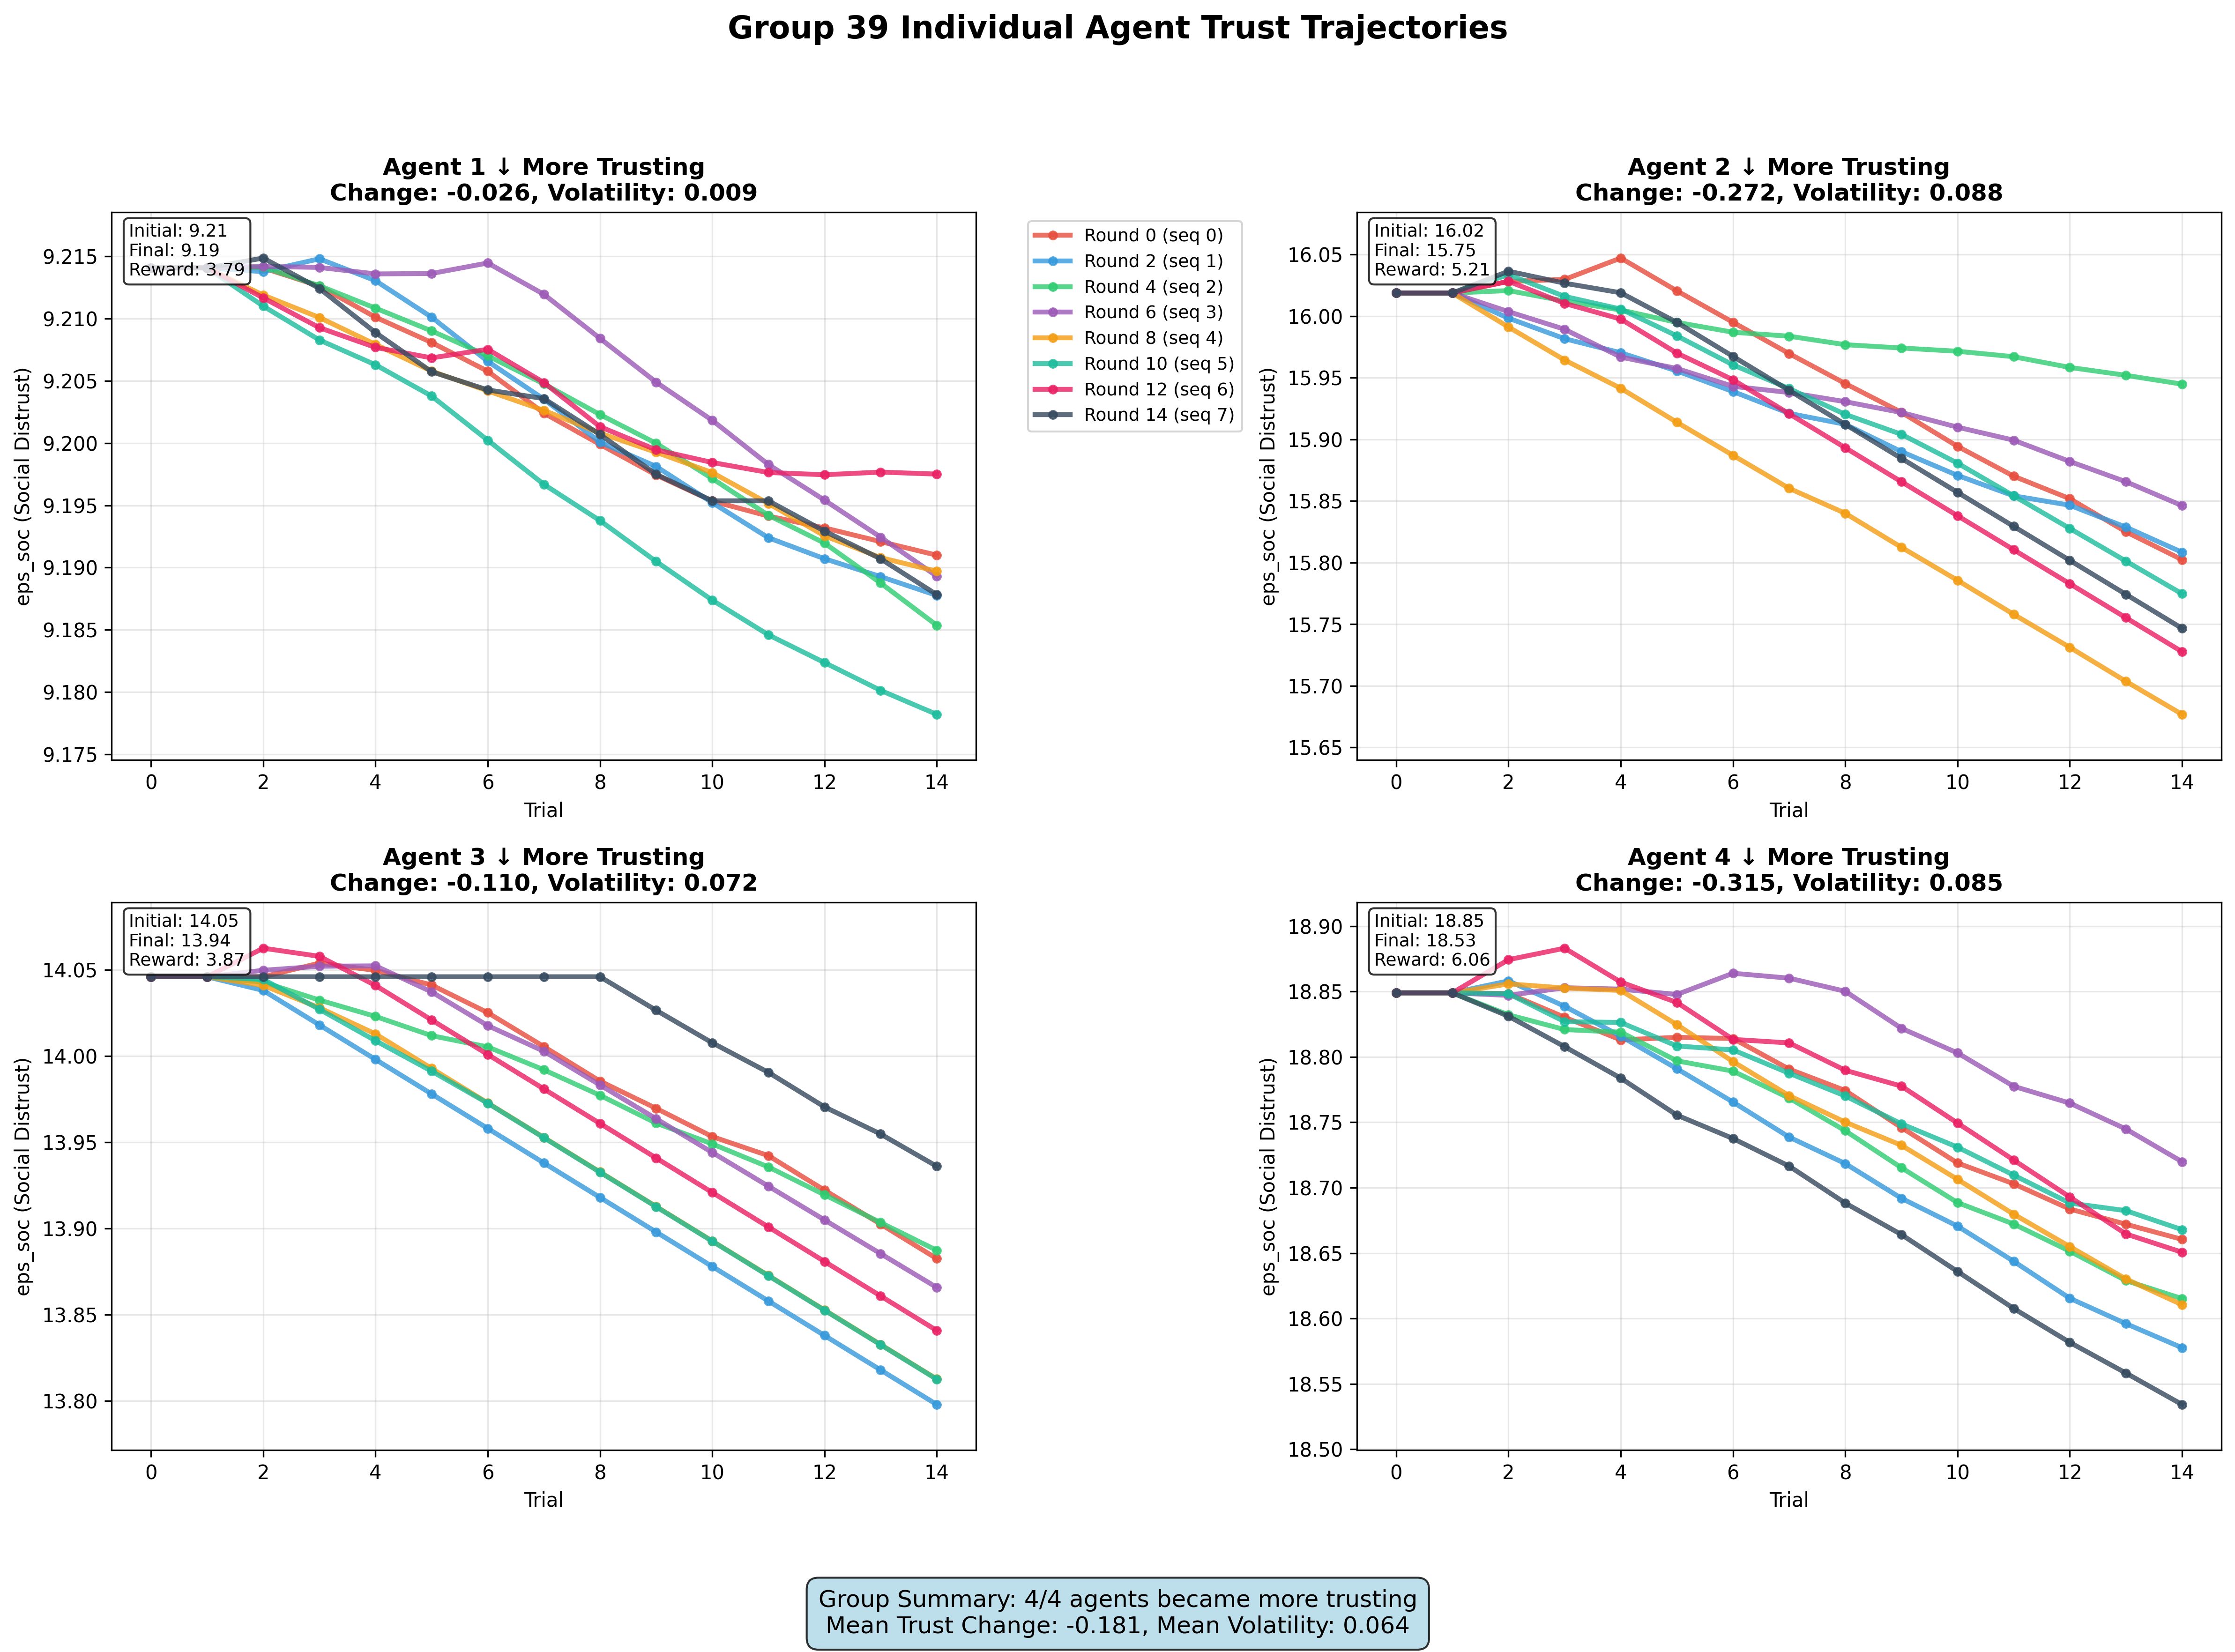 Group 39 Individual Agent Trust Trajectories
Agent 1 ↓ More Trusting
Change: -0.026, Volatility: 0.009
Initial: 9.21
Final: 9.19
Reward: 3.79
eps_soc (Social Distrust)
9.215
9.210
9.205
9.200
9.195
9.190
9.185
9.180
9.175
0 2 4 6 8 10 12 14
Trial
Round 0 (seq 0)
Round 2 (seq 1)
Round 4 (seq 2)
Round 6 (seq 3)
Round 8 (seq 4)
Round 10 (seq 5)
Round 12 (seq 6)
Round 14 (seq 7)
Agent 2 ↓ More Trusting
Change: -0.272, Volatility: 0.088
Initial: 16.02
Final: 15.75
Reward: 5.21
eps_soc (Social Distrust)
16.05
16.00
15.95
15.90
15.85
15.80
15.75
15.70
15.65
0 2 4 6 8 10 12 14
Trial
Agent 3 ↓ More Trusting
Change: -0.110, Volatility: 0.072
Initial: 14.05
Final: 13.94
Reward: 3.87
eps_soc (Social Distrust)
14.05
14.00
13.95
13.90
13.85
13.80
0 2 4 6 8 10 12 14
Trial
Agent 4 ↓ More Trusting
Change: -0.315, Volatility: 0.085
Initial: 18.85
Final: 18.53
Reward: 6.06
eps_soc (Social Distrust)
18.90
18.85
18.80
18.75
18.70
18.65
18.60
18.55
18.50
0 2 4 6 8 10 12 14
Trial
Group Summary: 4/4 agents became more trusting
Mean Trust Change: -0.181, Mean Volatility: 0.064